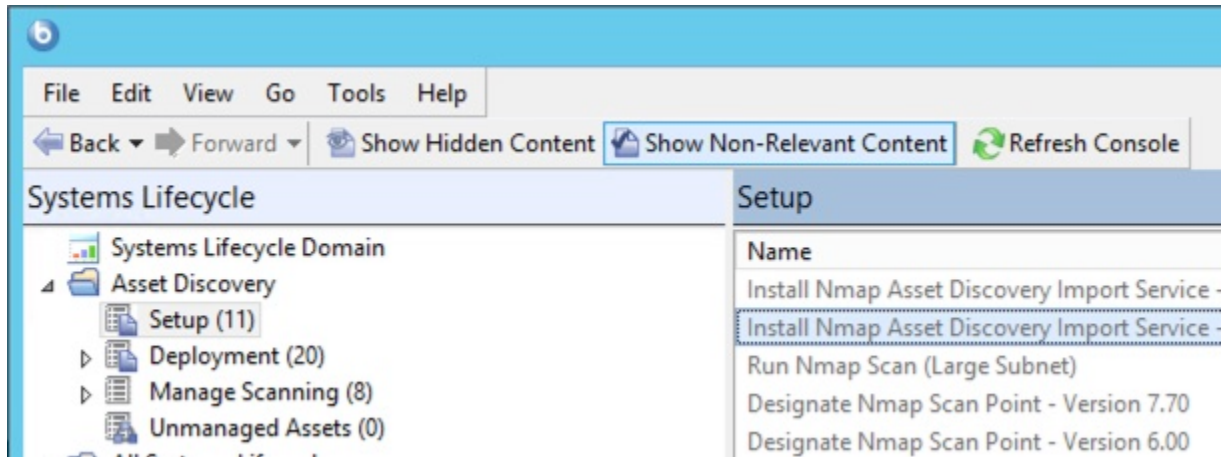 b
File Edit View Go Tools Help
Back Forward Show Hidden Content Show Non-Relevant Content Refresh Console
Systems Lifecycle
Systems Lifecycle Domain
Asset Discovery
Setup (11)
Deployment (20)
Manage Scanning (8)
Unmanaged Assets (0)
Setup
Name
Install Nmap Asset Discovery Import Service -
Install Nmap Asset Discovery Import Service -
Run Nmap Scan (Large Subnet)
Designate Nmap Scan Point - Version 7.70
Designate Nmap Scan Point - Version 6.00